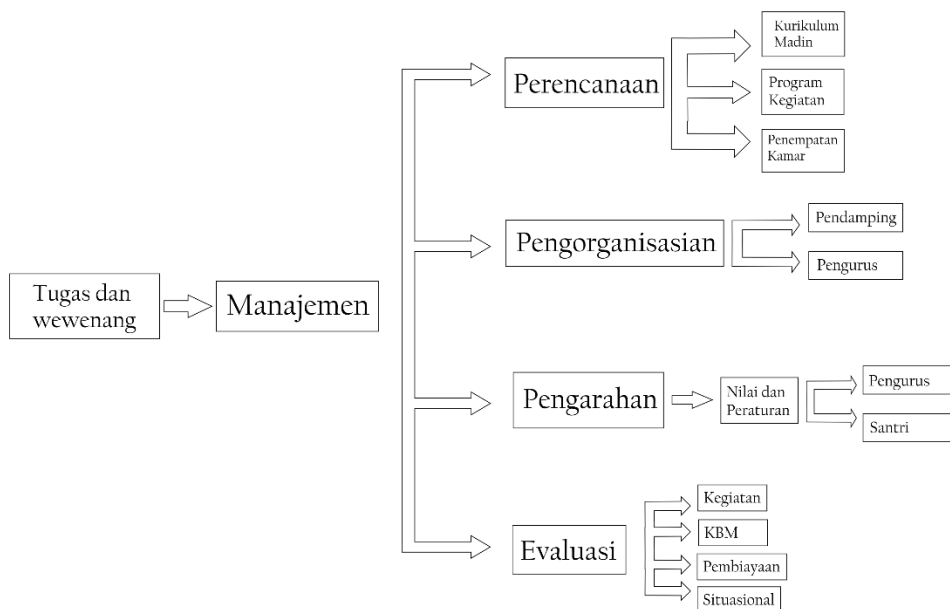 Tugas dan
wewenang
Manajemen
Perencanaan
Kurikulum
Madin
Program
Kegiatan
Penempatan
Kamar
Pengorganisasian
Pendamping
Pengurus
Pengarahan
Nilai dan
Peraturan
Pengurus
Santri
Evaluasi
Kegiatan
KBM
Pembiayaan
Situasional